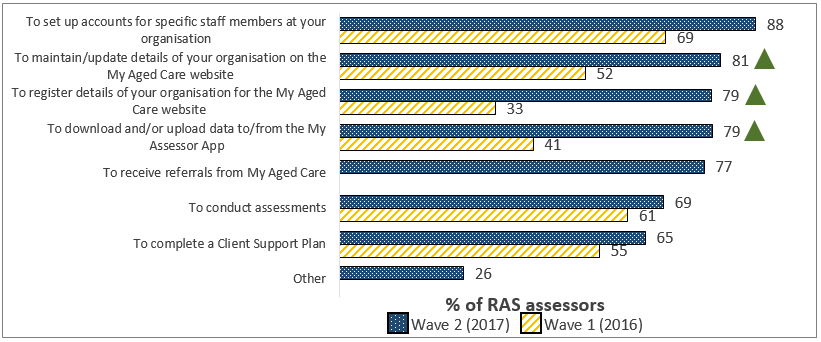 To set up accounts for specific staff members at your
organisation
88
69
To maintain/update details of your organisation on the
My Aged Care website
81
52
To register details of your organisation for the My Aged
Care website
79
33
To download and/or upload data to/from the My
Assessor App
79
41
To receive referrals from My Aged Care
77
To conduct assessments
69
61
To complete a Client Support Plan
65
55
Other
26
% of RAS assessors
Wave 2 (2017) Wave 1 (2016)